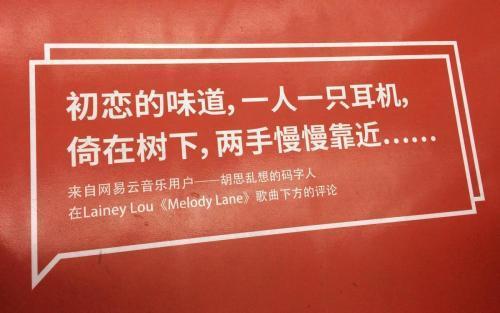 初恋的味道，一人一只耳机，
倚在树下，两手慢慢靠近……
来自网易云音乐用户——胡思乱想的码字人
在Lainey Lou《Melody Lane》歌曲下方的评论